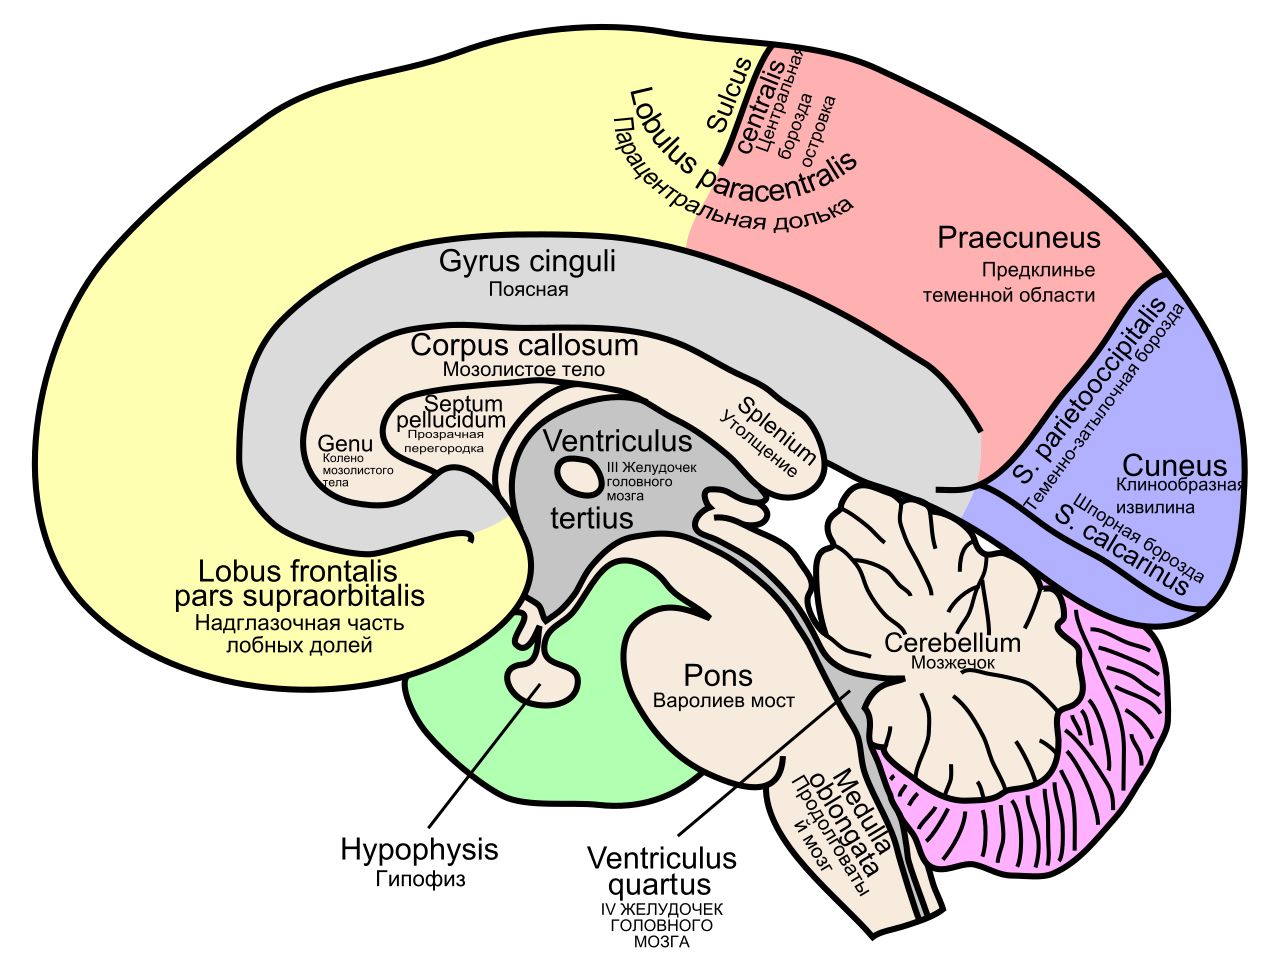 Sulcus
centralis
Центральная
борозда
островка
Lobulus paracentralis
Парацентральная долька
Praecuneus
Предклинье
теменной области
Gyrus cinguli
Поясная
Corpus callosum
Мозолистое тело
Septum
pellucidum
Прозрачная
перегородка
Genu
Колено
мозолистого
тела
Splenium
Утолщение
Ventriculus
III Желудочек
головного
мозга
tertius
S. parietooccipitalis
Теменно-затылочная борозда
Cuneus
Клинообразная
извилина
Шпорная борозда
S. calcarinus
Lobus frontalis
pars supraorbitalis
Надглазочная часть
лобных долей
Cerebellum
Мозжечок
Pons
Варолиев мост
Medulla
oblongata
Продолговаты
й мозг
Hypophysis
Гипофиз
Ventriculus
quartus
IV ЖЕЛУДОЧЕК
ГОЛОВНОГО
МОЗГА